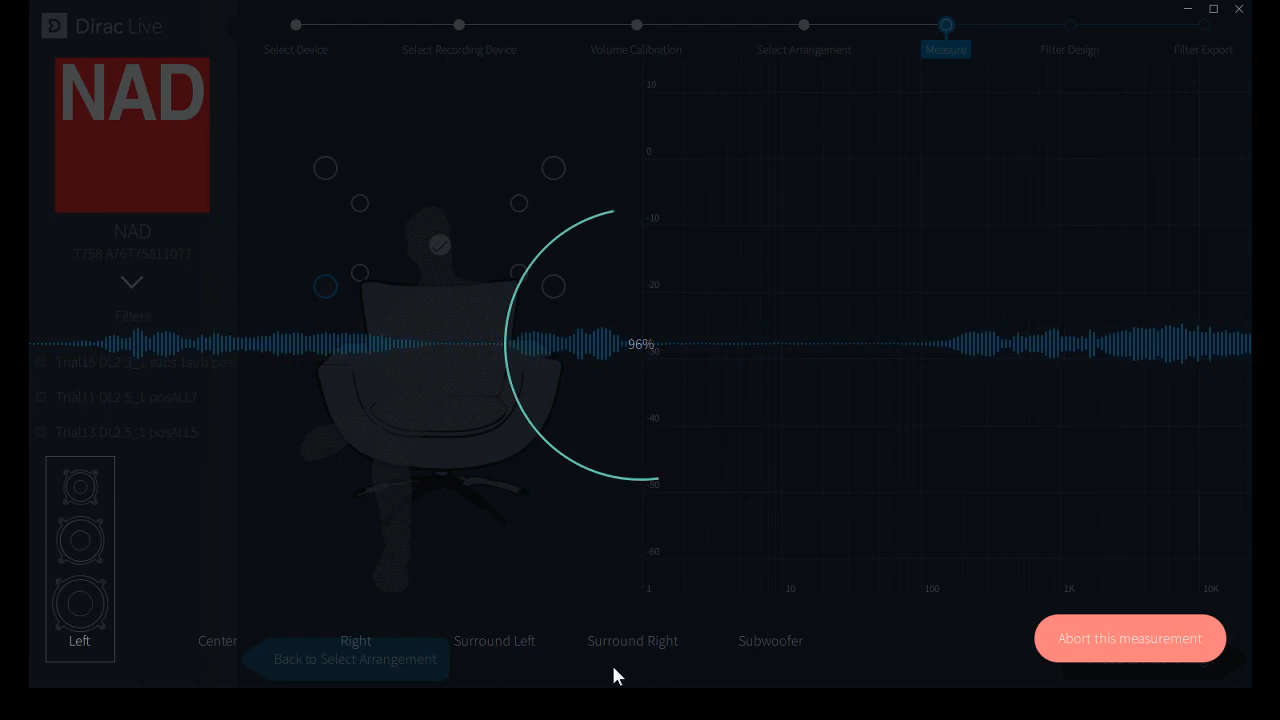 Dirac Live
Select Device
Select Recording Device
Volume Calibration
Select Arrangement
Measure
Filter Design
Filter Export
NAD
NAD
T758 A76T75811077
Filters
Trial15 DL2 5_1 subs 1sub pos
Trial11 DL2 5_1 posALL7
Trial13 DL2 5_1 posALL5
10
0
-10
-20
96%
-30
-40
-50
-60
1
10
100
1K
10K
Left
Center
Right
Surround Left
Surround Right
Subwoofer
Back to Select Arrangement
Abort this measurement